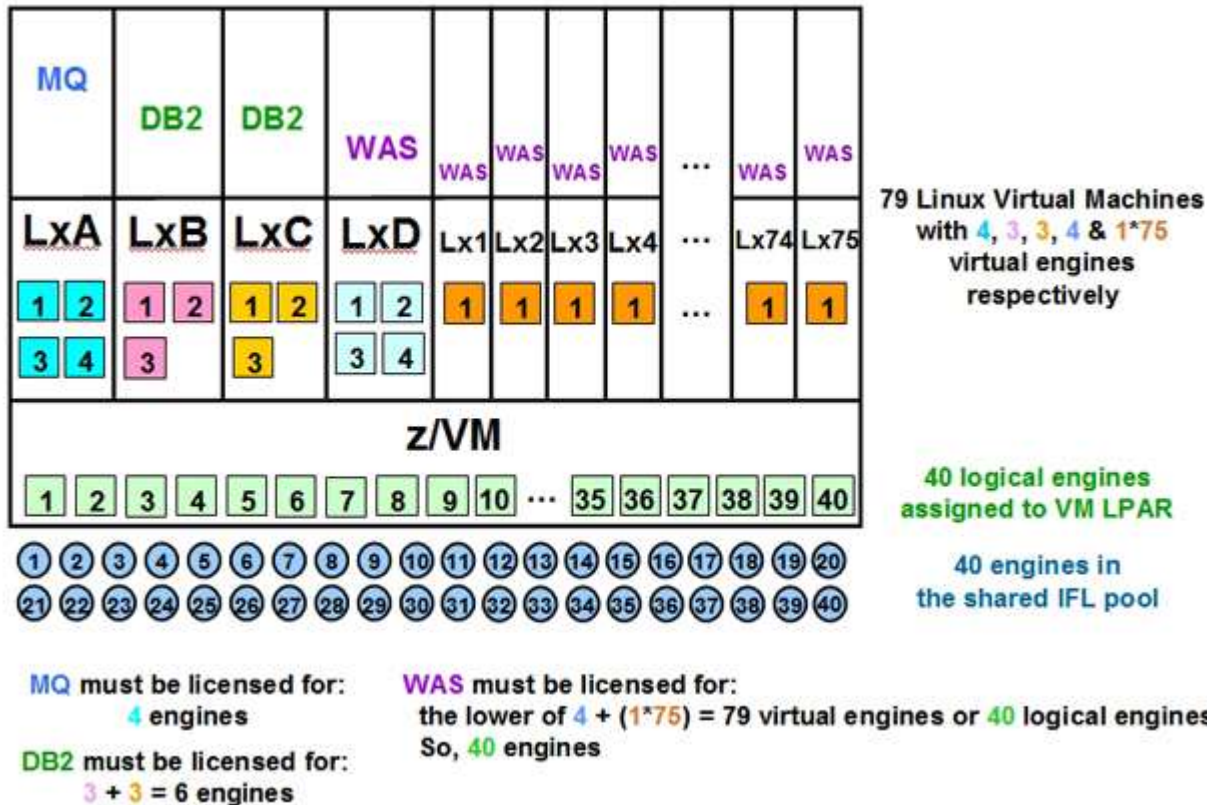 MQ DB2 DB2 WAS WAS WAS WAS WAS ... WAS WAS
LxA LxB LxC LxD Lx1 Lx2 Lx3 Lx4 ... Lx74 Lx75
1 2 1 2 1 2 1 2 1 1 1 1 ... 1 1
3 4 3 3 3 4
79 Linux Virtual Machines
with 4, 3, 3, 4 & 1*75
virtual engines
respectively
z/VM
1 2 3 4 5 6 7 8 9 10 ... 35 36 37 38 39 40
40 logical engines
assigned to VM LPAR
1 2 3 4 5 6 7 8 9 10 11 12 13 14 15 16 17 18 19 20
21 22 23 24 25 26 27 28 29 30 31 32 33 34 35 36 37 38 39 40
40 engines in
the shared IFL pool
MQ must be licensed for:
4 engines
DB2 must be licensed for:
3 + 3 = 6 engines
WAS must be licensed for:
the lower of 4 + (1*75) = 79 virtual engines or 40 logical engines
So, 40 engines